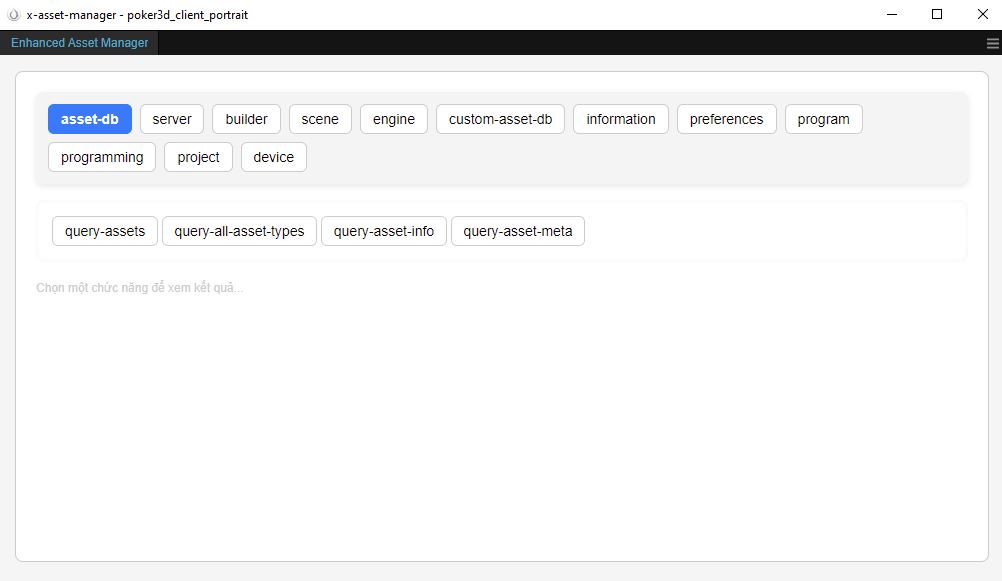 x-asset-manager - poker3d_client_portrait
Enhanced Asset Manager
asset-db server builder scene engine custom-asset-db information preferences program
programming project device
query-assets query-all-asset-types query-asset-info query-asset-meta
Chọn một chức năng để xem kết quả...